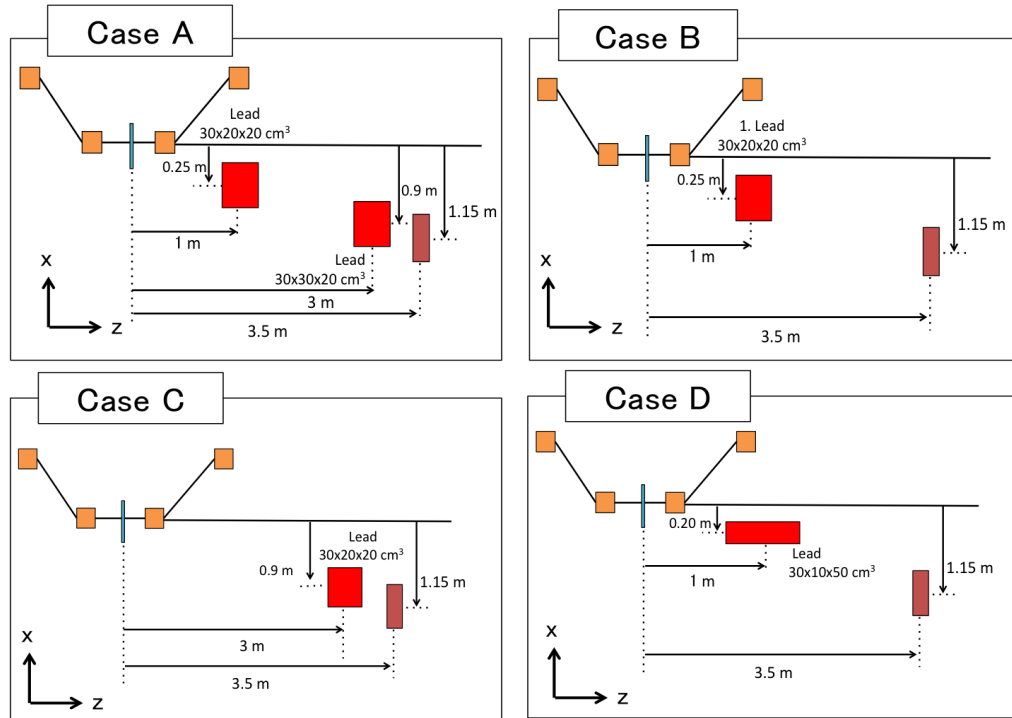 Case A
Lead
30x20x20 cm³
0.25 m
0.9 m
1.15 m
1 m
Lead
30x30x20 cm³
3 m
3.5 m
x
z
Case B
1. Lead
30x20x20 cm³
0.25 m
1.15 m
1 m
3.5 m
x
z
Case C
Lead
30x20x20 cm³
0.9 m
1.15 m
3 m
3.5 m
x
z
Case D
0.20 m
Lead
30x10x50 cm³
1 m
1.15 m
3.5 m
x
z